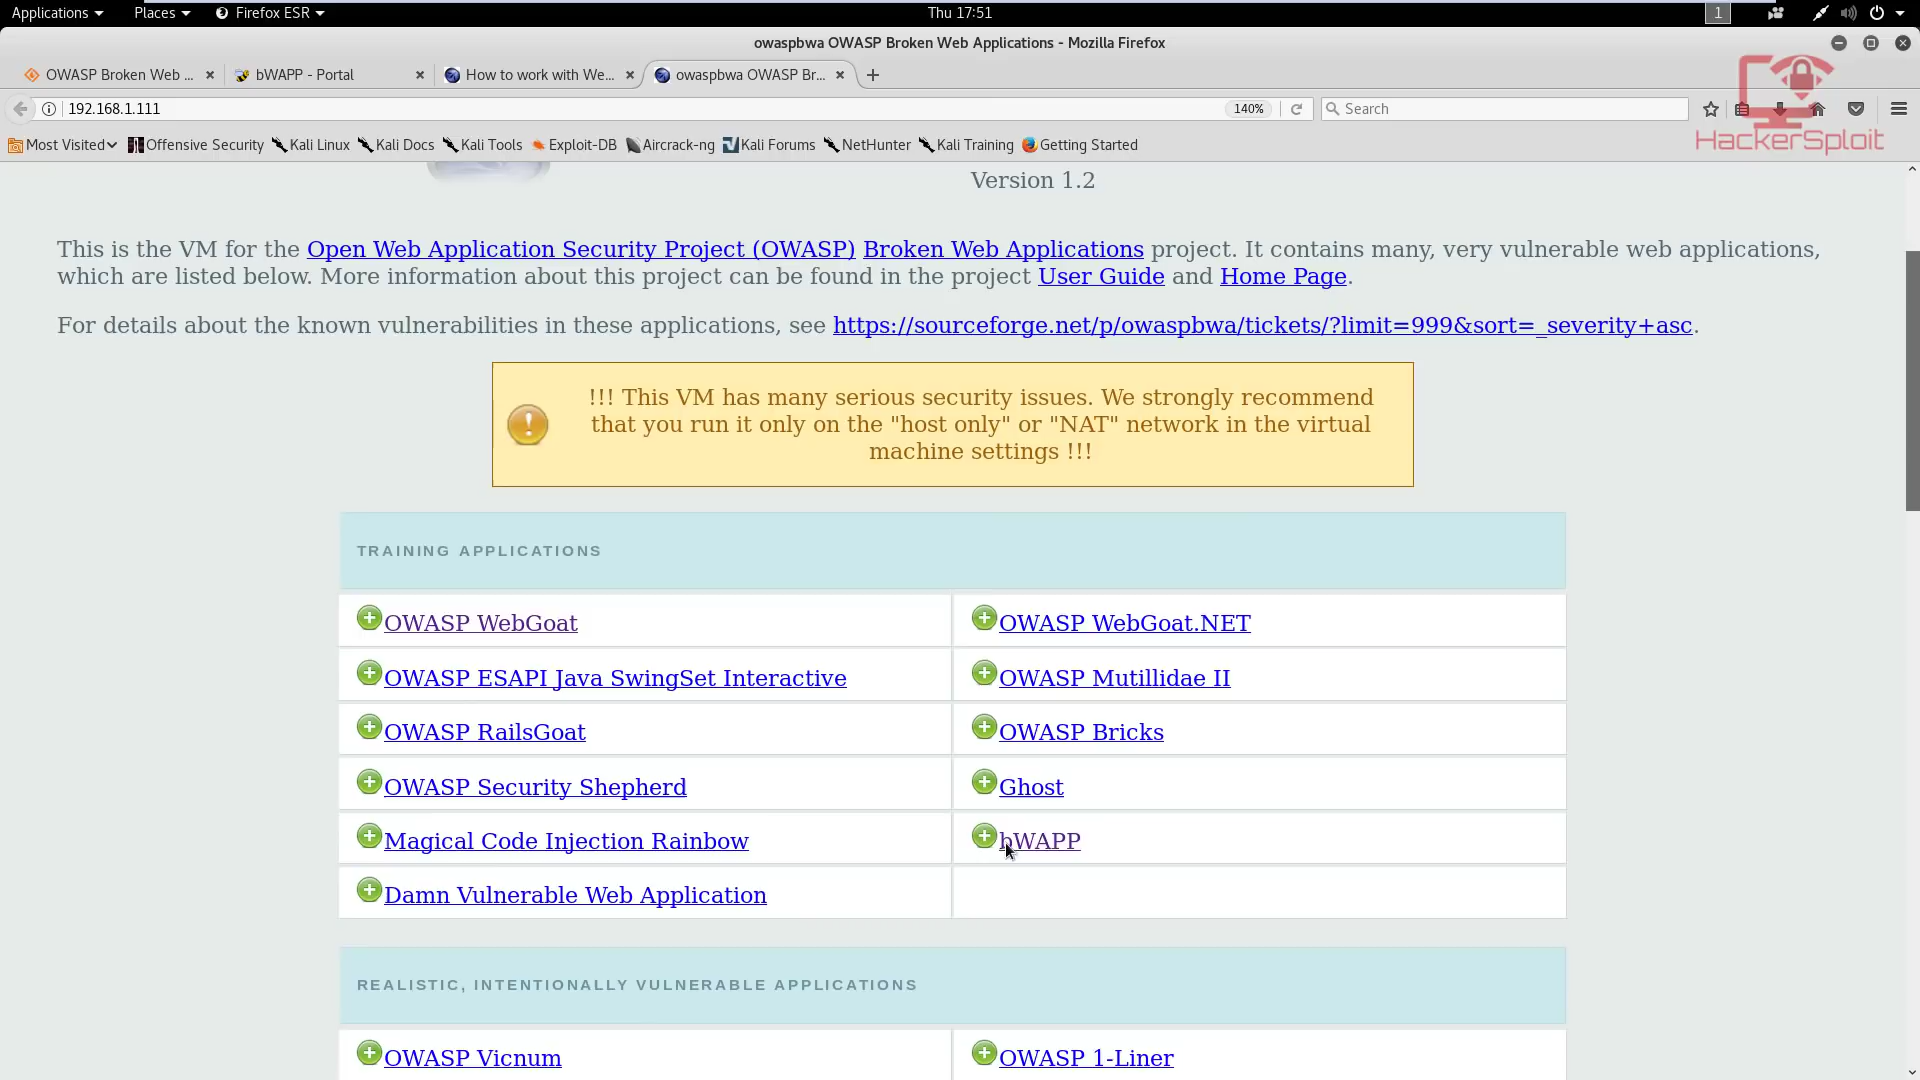 Applications Places Firefox ESR Thu 17:51 1
owaspbwa OWASP Broken Web Applications - Mozilla Firefox
OWASP Broken Web ... bWAPP - Portal How to work with We... owaspbwa OWASP Br...
192.168.1.111 140% Search
Most Visited Offensive Security Kali Linux Kali Docs Kali Tools Exploit-DB Aircrack-ng Kali Forums NetHunter Kali Training Getting Started
HackerSploit
Version 1.2
This is the VM for the Open Web Application Security Project (OWASP) Broken Web Applications project. It contains many, very vulnerable web applications,
which are listed below. More information about this project can be found in the project User Guide and Home Page.
For details about the known vulnerabilities in these applications, see https://sourceforge.net/p/owaspbwa/tickets/?limit=999&sort=_severity+asc.
!!! This VM has many serious security issues. We strongly recommend
that you run it only on the "host only" or "NAT" network in the virtual
machine settings !!!
TRAINING APPLICATIONS
OWASP WebGoat OWASP WebGoat.NET
OWASP ESAPI Java SwingSet Interactive OWASP Mutillidae II
OWASP RailsGoat OWASP Bricks
OWASP Security Shepherd Ghost
Magical Code Injection Rainbow bWAPP
Damn Vulnerable Web Application
REALISTIC, INTENTIONALLY VULNERABLE APPLICATIONS
OWASP Vicnum OWASP 1-Liner